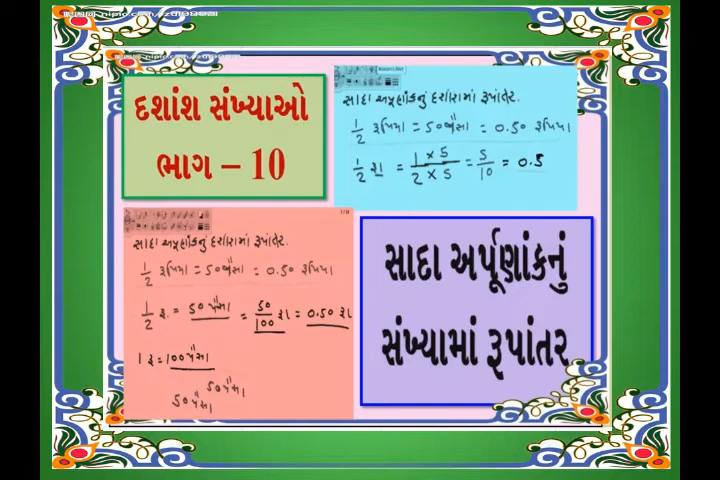 દશાંશ સંખ્યાઓ
ભાગ – 10
સાદા અપૂર્ણાંકનું દશાંશમાં રૂપાંતર.
1/2 રૂપિયા = 50 પૈસા = 0.50 રૂપિયા
1/2 રૂા = 1 × 5 / 2 × 5 = 5/10 = 0.5
સાદા અપૂર્ણાંકનું દશાંશમાં રૂપાંતર.
1/2 રૂપિયા = 50 પૈસા = 0.50 રૂપિયા
1/2 રૂ. = 50 પૈસા = 50/100 રૂા = 0.50 રૂા
1 રૂ = 100 પૈસા
50 પૈસા
50 પૈસા
સાદા અર્પૂણાંકનું
સંખ્યામાં રૂપાંતર